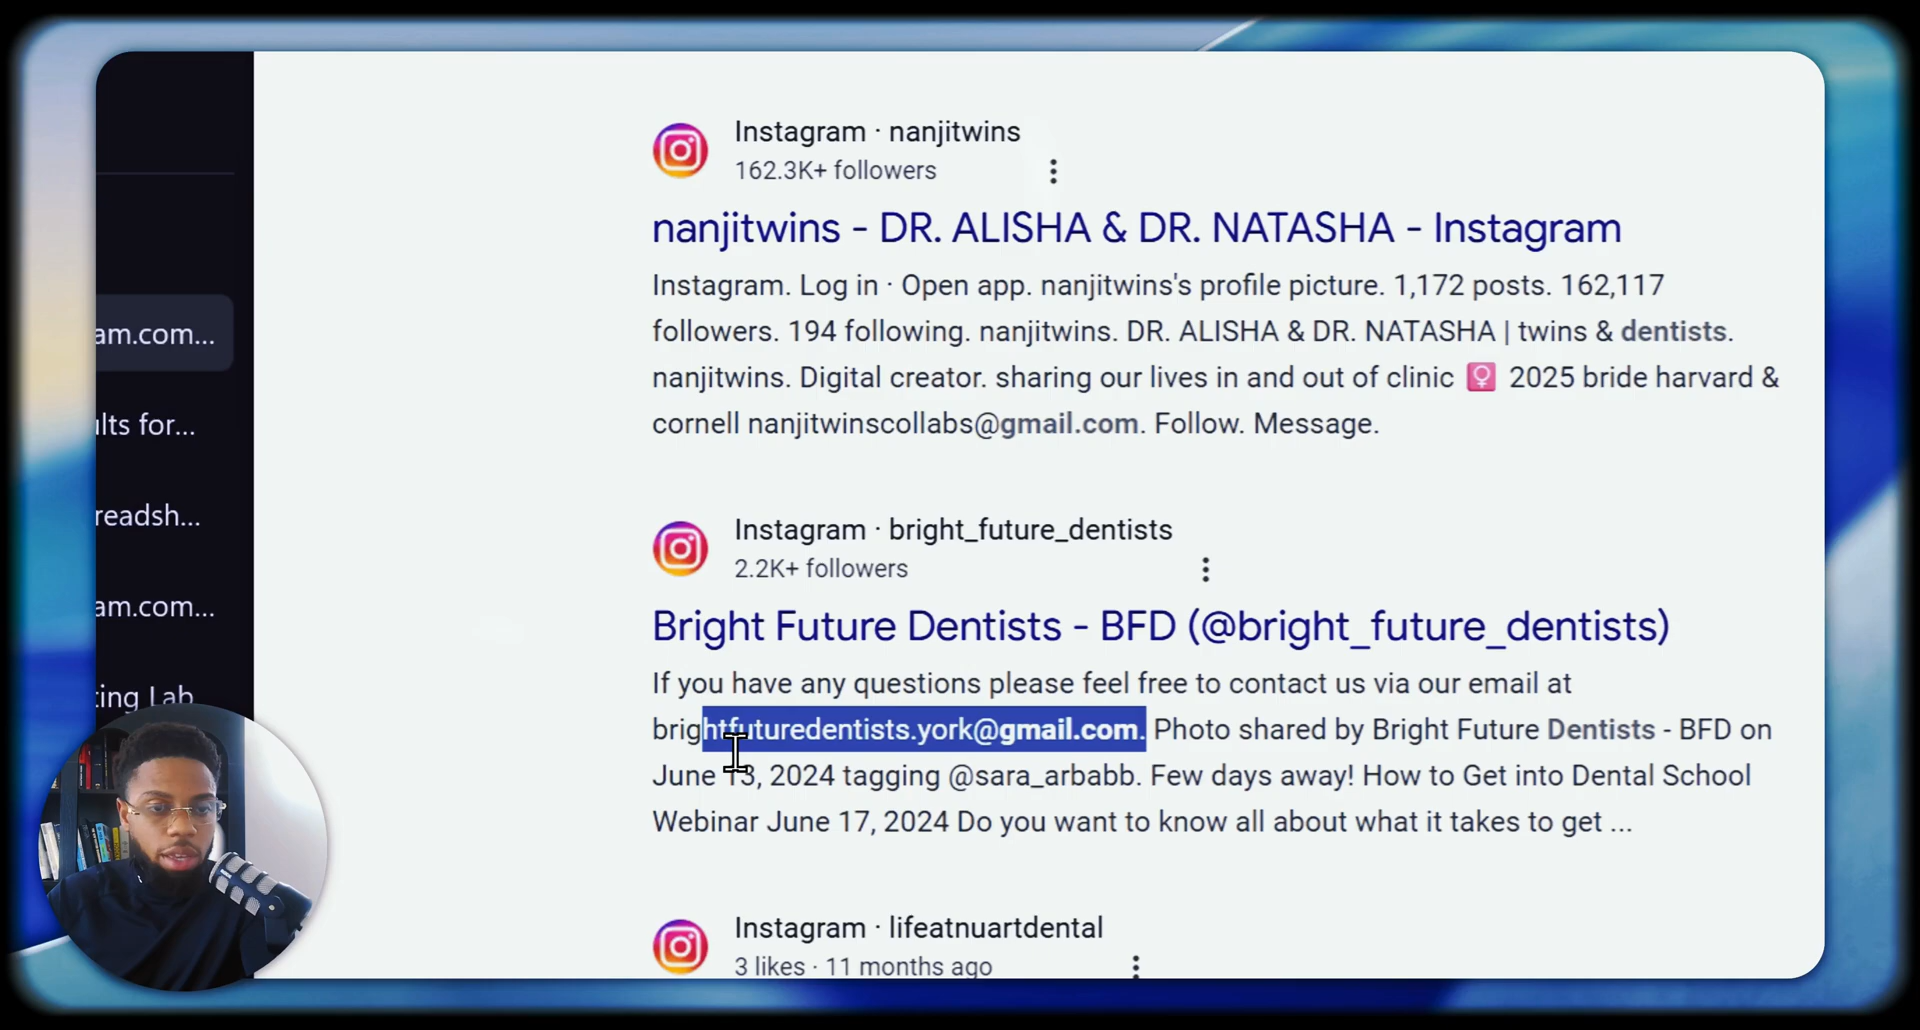 Instagram · nanjitwins
162.3K+ followers
nanjitwins - DR. ALISHA & DR. NATASHA - Instagram
Instagram. Log in · Open app. nanjitwins's profile picture. 1,172 posts. 162,117
followers. 194 following. nanjitwins. DR. ALISHA & DR. NATASHA | twins & dentists.
nanjitwins. Digital creator. sharing our lives in and out of clinic ♀️ 2025 bride harvard &
cornell nanjitwinscollabs@gmail.com. Follow. Message.
am.com...
ults for...
readsh...
am.com...
ting Lab
Instagram · bright_future_dentists
2.2K+ followers
Bright Future Dentists - BFD (@bright_future_dentists)
If you have any questions please feel free to contact us via our email at
brightfuturedentists.york@gmail.com. Photo shared by Bright Future Dentists - BFD on
June 13, 2024 tagging @sara_arbabb. Few days away! How to Get into Dental School
Webinar June 17, 2024 Do you want to know all about what it takes to get ...
Instagram · lifeatnuartdental
3 likes · 11 months ago